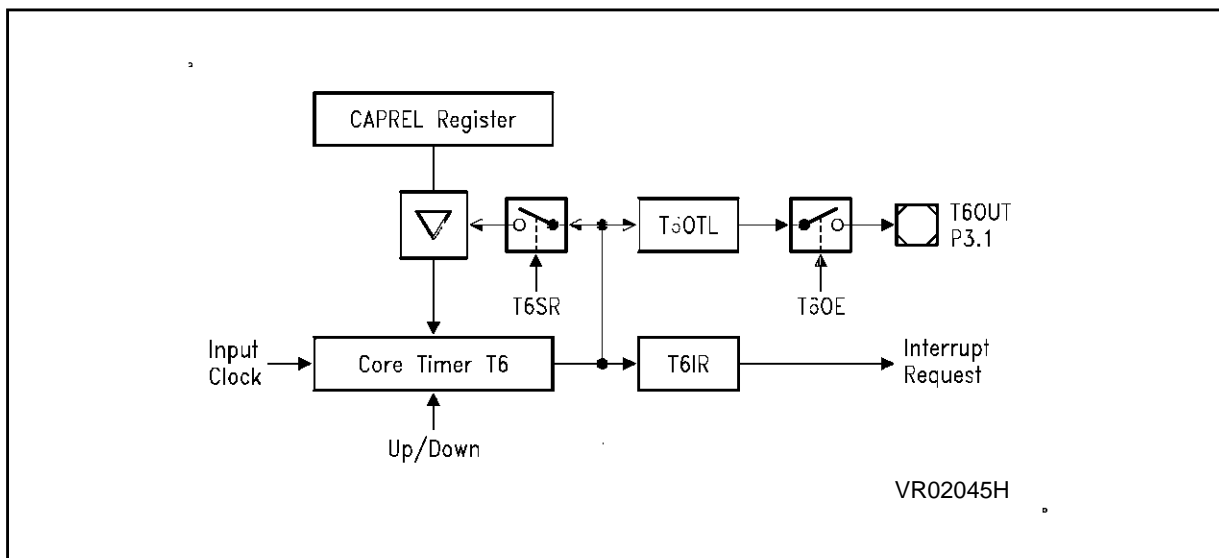 CAPREL Register
T6OTL
T6OUT
P3.1
T6SR
T6OE
Input
Clock
Core Timer T6
T6IR
Interrupt
Request
Up/Down
VR02045H